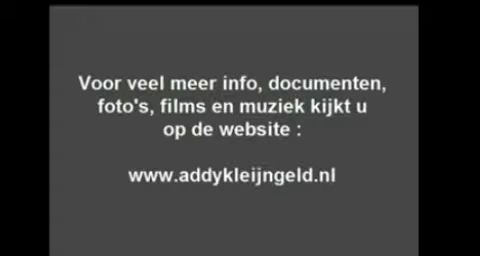 Voor veel meer info, documenten,
foto's, films en muziek kijkt u
op de website :
www.addykleijngeld.nl